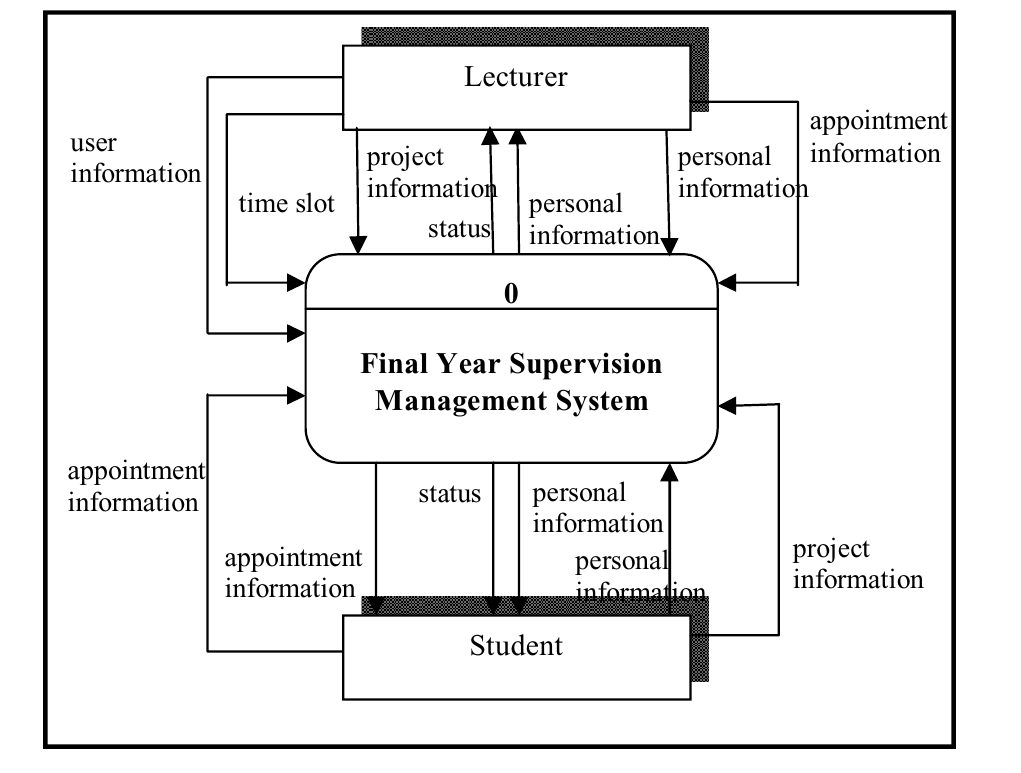 Lecturer
user
information
time slot
project
information
status
personal
information
personal
information
appointment
information
0
Final Year Supervision
Management System
appointment
information
appointment
information
status
personal
information
personal
information
project
information
Student